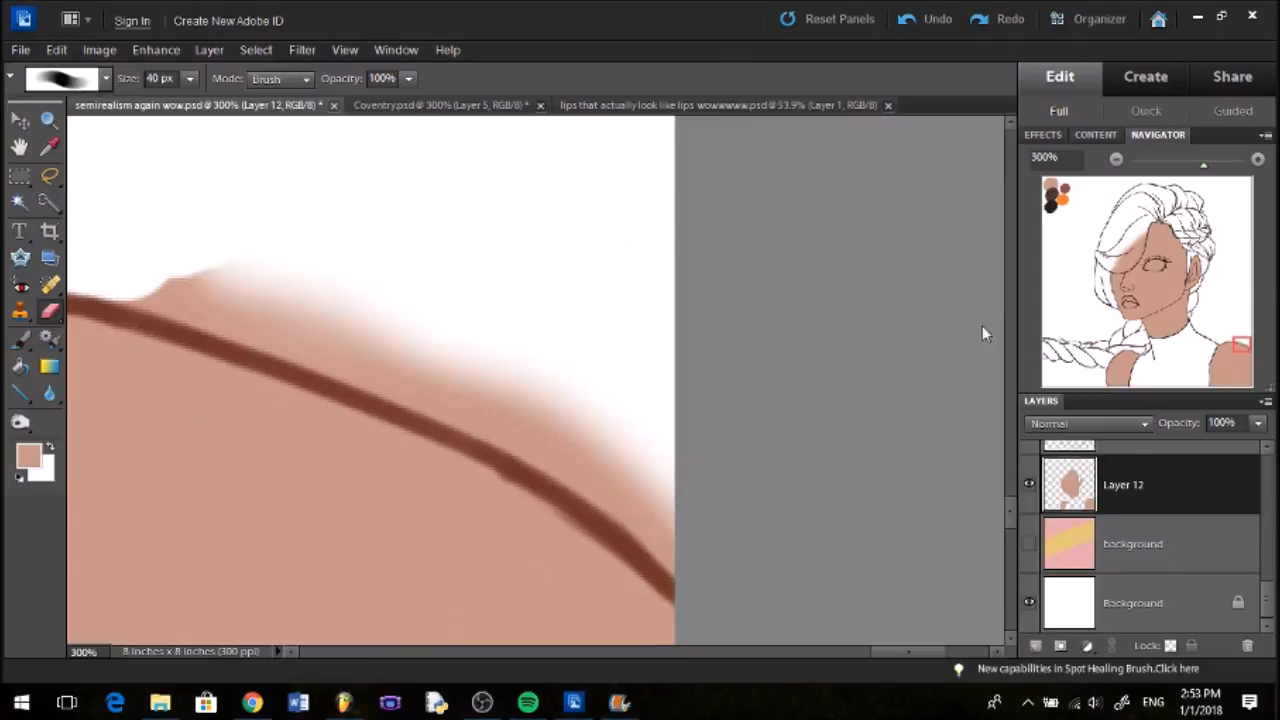 Sign In Create New Adobe ID Reset Panels Undo Redo Organizer
File Edit Image Enhance Layer Select Filter View Window Help
Size: 40 px Mode: Brush Opacity: 100% Edit Create Share
semirealism again wow.psd @ 300% (Layer 12, RGB/8) * Coventry.psd @ 300% (Layer 5, RGB/8) * lips that actually look like lips wowwwww.psd @ 53.9% (Layer 1, RGB/8)
Full Quick Guided
EFFECTS CONTENT NAVIGATOR
300%
LAYERS
Normal Opacity: 100%
Layer 12
background
Background
Lock:
300% 8 inches x 8 inches (300 ppi)
New capabilities in Spot Healing Brush.Click here
ENG
2:53 PM
1/1/2018